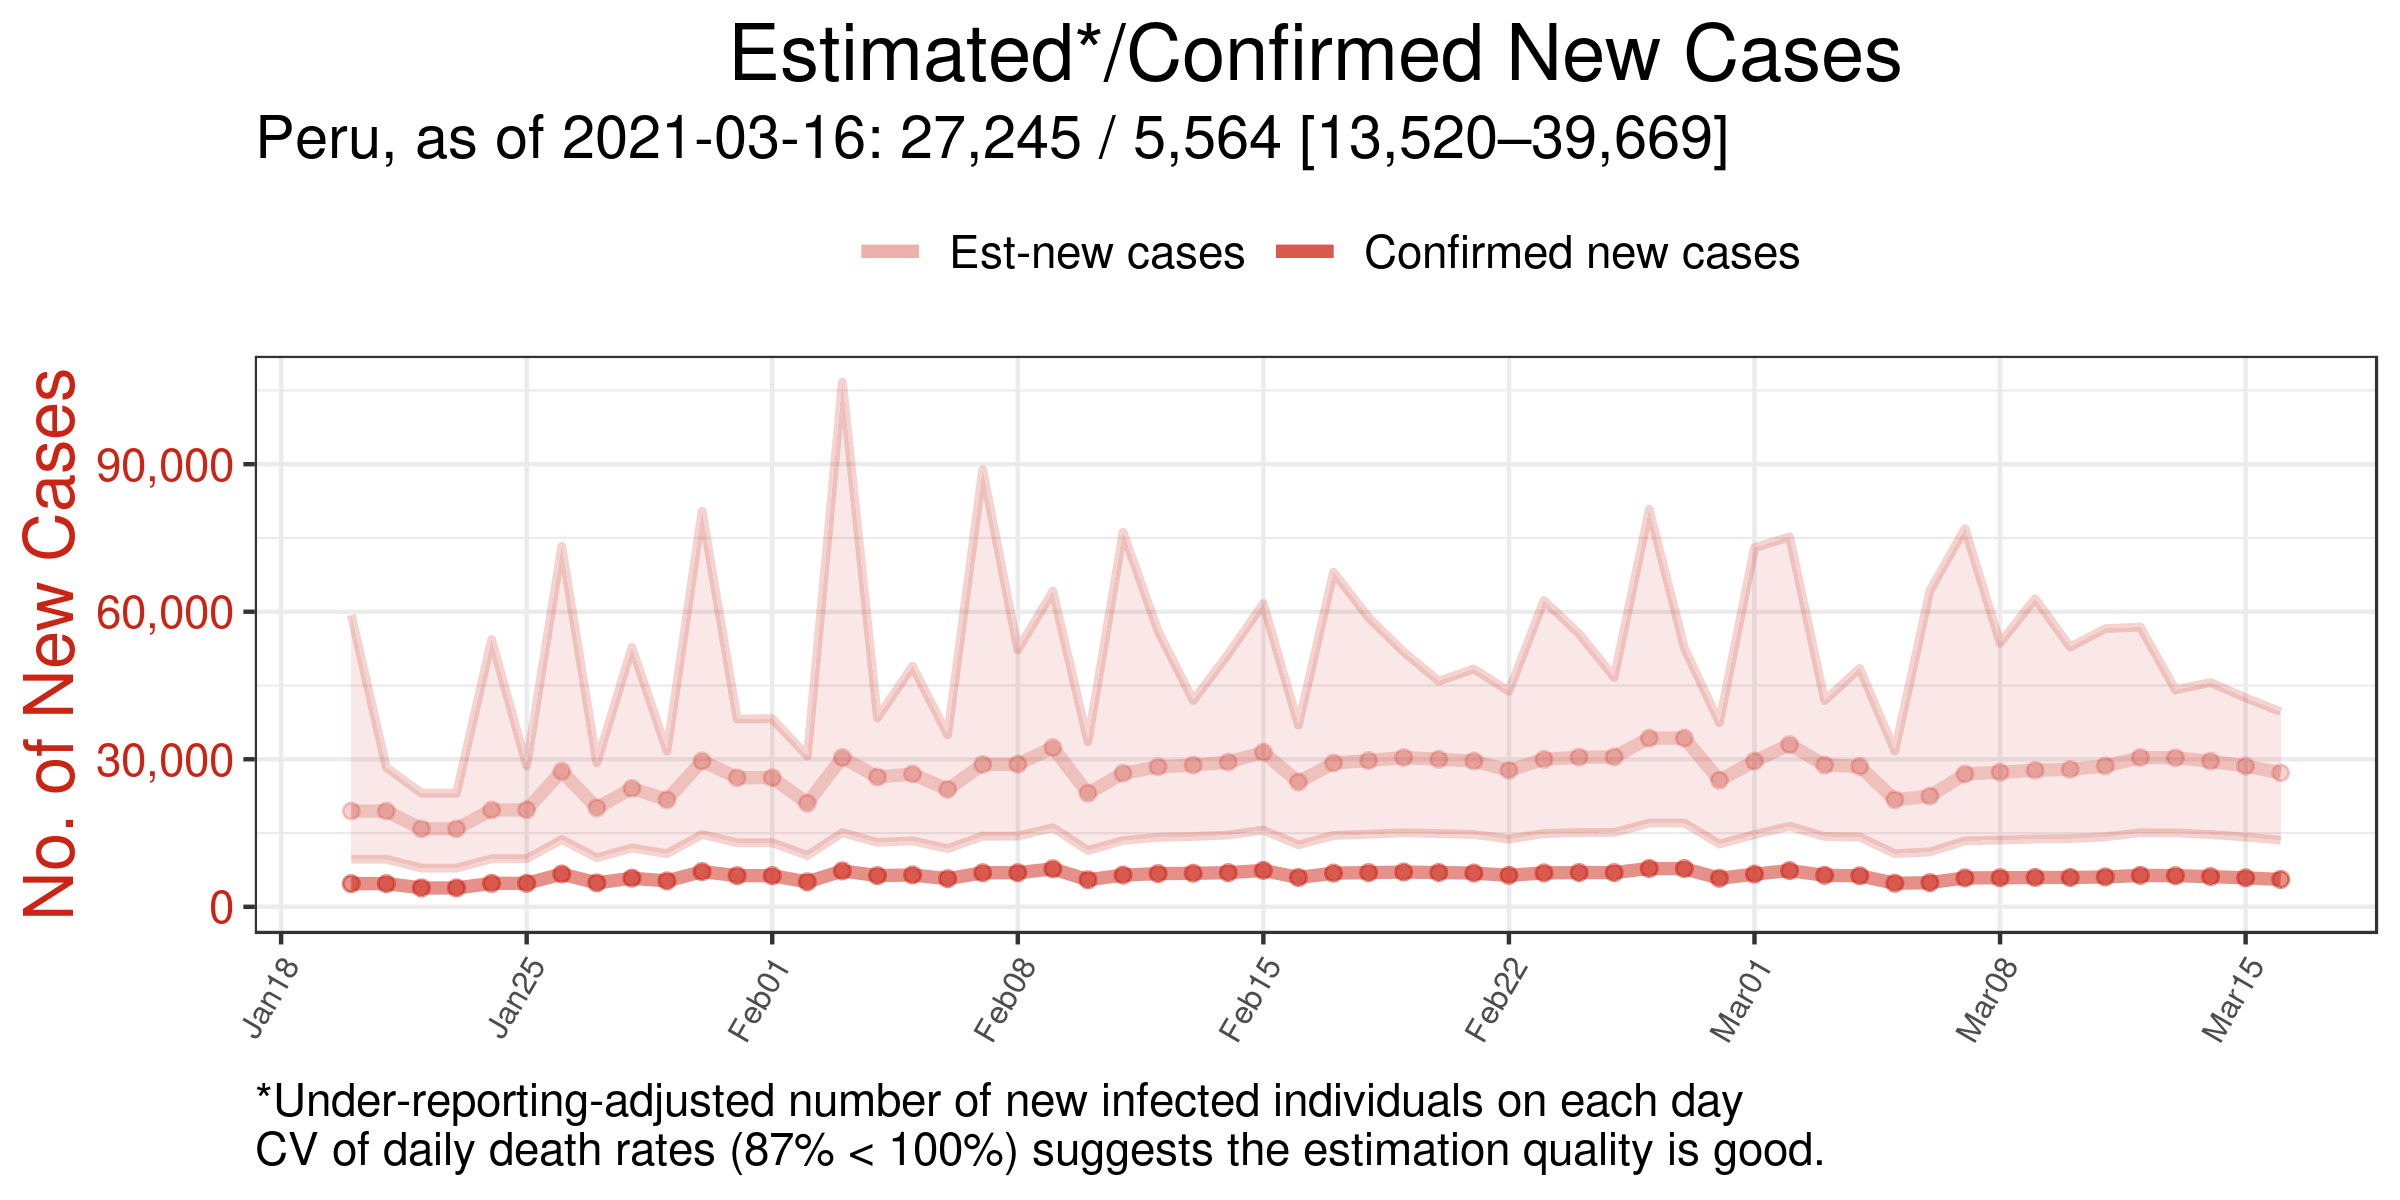 Estimated*/Confirmed New Cases
Peru, as of 2021-03-16: 27,245 / 5,564 [13,520–39,669]
Est-new cases
Confirmed new cases
No. of New Cases
90,000
60,000
30,000
0
Jan18
Jan25
Feb01
Feb08
Feb15
Feb22
Mar01
Mar08
Mar15
*Under-reporting-adjusted number of new infected individuals on each day
CV of daily death rates (87% < 100%) suggests the estimation quality is good.